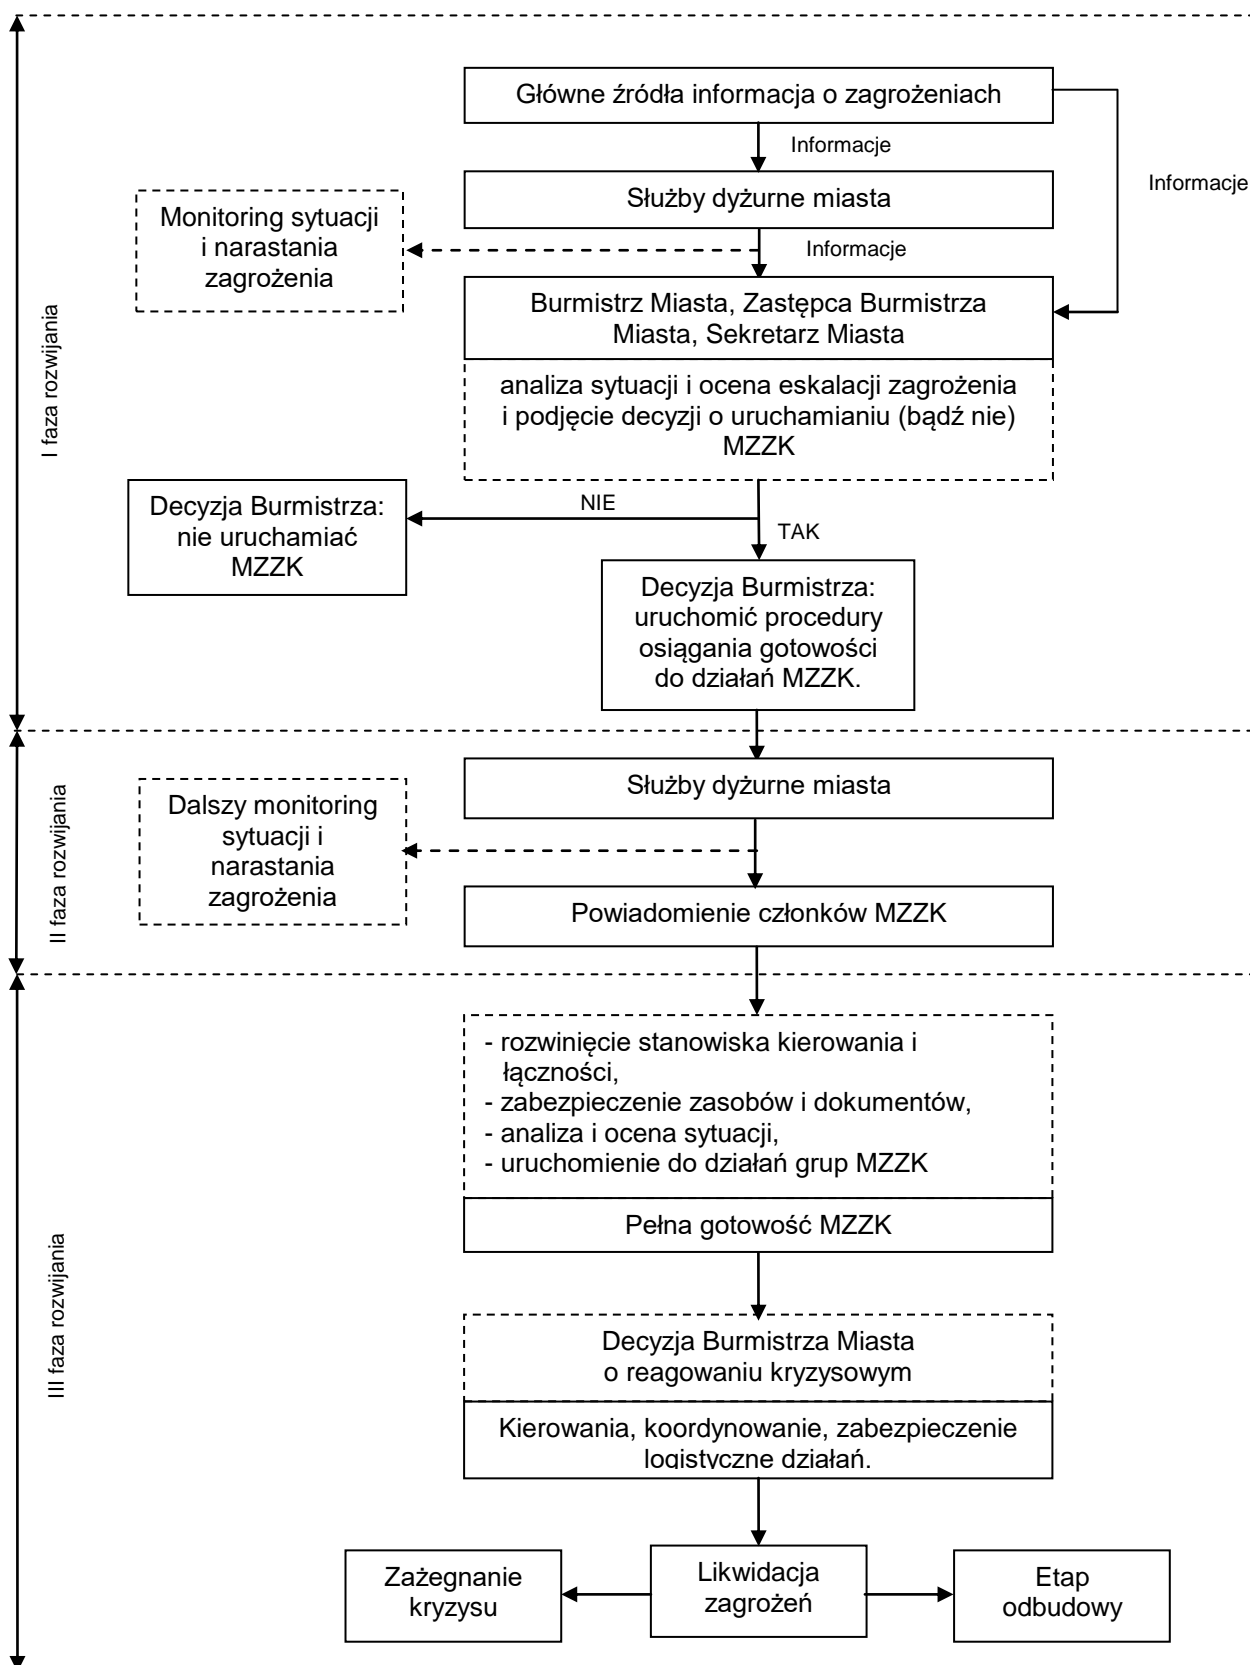 Główne źródła informacja o zagrożeniach
Informacje
Informacje
Służby dyżurne miasta
Monitoring sytuacji
i narastania
zagrożenia
Informacje
Burmistrz Miasta, Zastępca Burmistrza
Miasta, Sekretarz Miasta
analiza sytuacji i ocena eskalacji zagrożenia
i podjęcie decyzji o uruchamianiu (bądź nie)
MZZK
I faza rozwijania
NIE
Decyzja Burmistrza:
nie uruchamiać
MZZK
TAK
Decyzja Burmistrza:
uruchomić procedury
osiągania gotowości
do działań MZZK.
Służby dyżurne miasta
Dalszy monitoring
sytuacji i
narastania
zagrożenia
II faza rozwijania
Powiadomienie członków MZZK
- rozwinięcie stanowiska kierowania i
łączności,
- zabezpieczenie zasobów i dokumentów,
- analiza i ocena sytuacji,
- uruchomienie do działań grup MZZK
Pełna gotowość MZZK
III faza rozwijania
Decyzja Burmistrza Miasta
o reagowaniu kryzysowym
Kierowania, koordynowanie, zabezpieczenie
logistyczne działań.
Zażegnanie
kryzysu
Likwidacja
zagrożeń
Etap
odbudowy